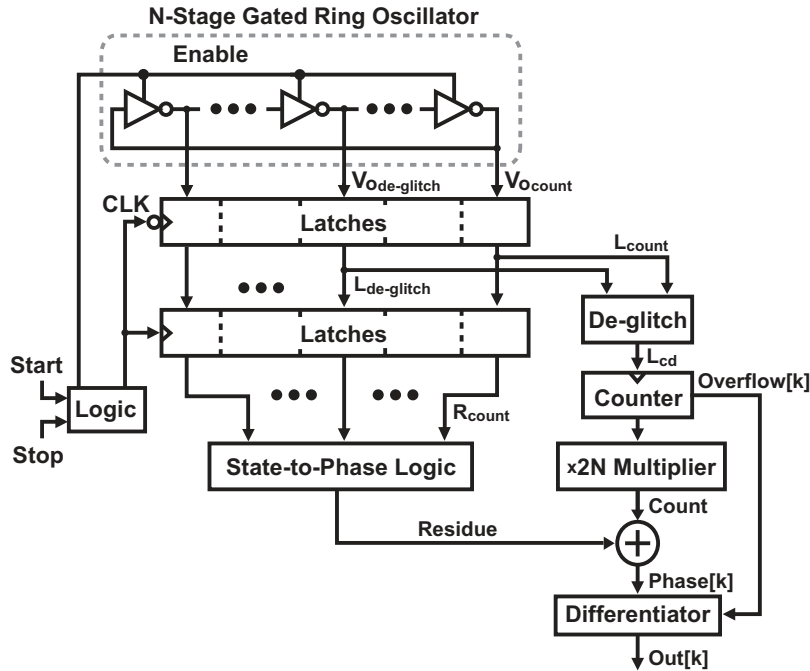 N-Stage Gated Ring Oscillator
Enable
Vode-glitch
Vocount
CLK
Latches
Lcount
Lde-glitch
De-glitch
Latches
Lcd
Start
Overflow[k]
Logic
Counter
Rcount
Stop
State-to-Phase Logic
x2N Multiplier
Count
Residue
+
Phase[k]
Differentiator
Out[k]